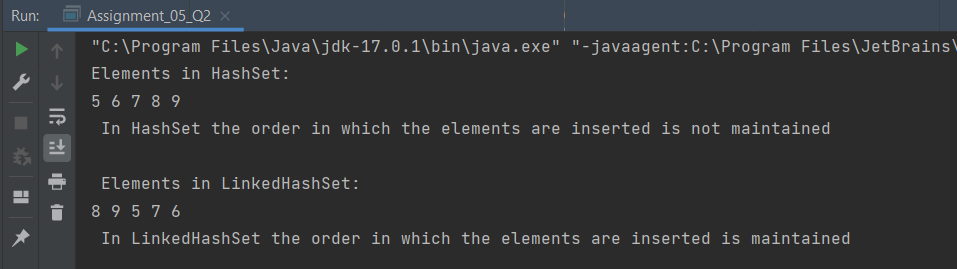 Run: Assignment_05_Q2
"C:\Program Files\Java\jdk-17.0.1\bin\java.exe" "-javaagent:C:\Program Files\JetBrains\
Elements in HashSet:
5 6 7 8 9
 In HashSet the order in which the elements are inserted is not maintained
 Elements in LinkedHashSet:
8 9 5 7 6
 In LinkedHashSet the order in which the elements are inserted is maintained